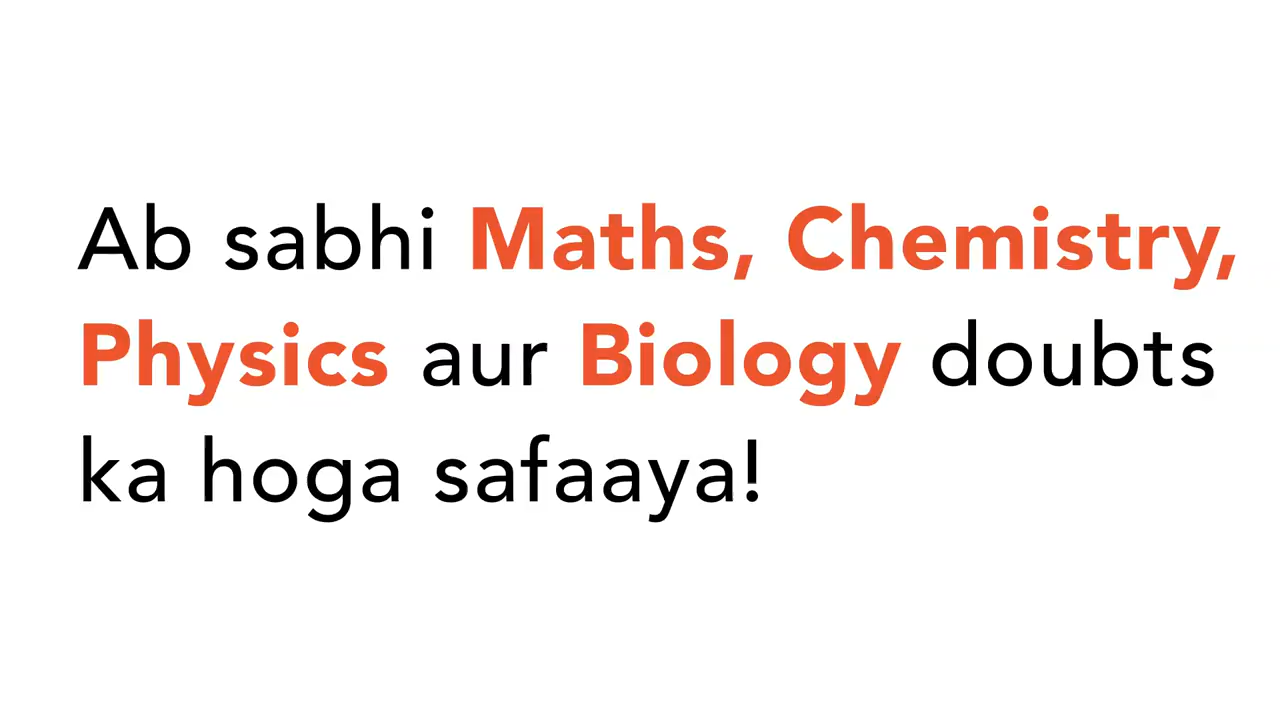 Ab sabhi Maths, Chemistry,
Physics aur Biology doubts
ka hoga safaaya!